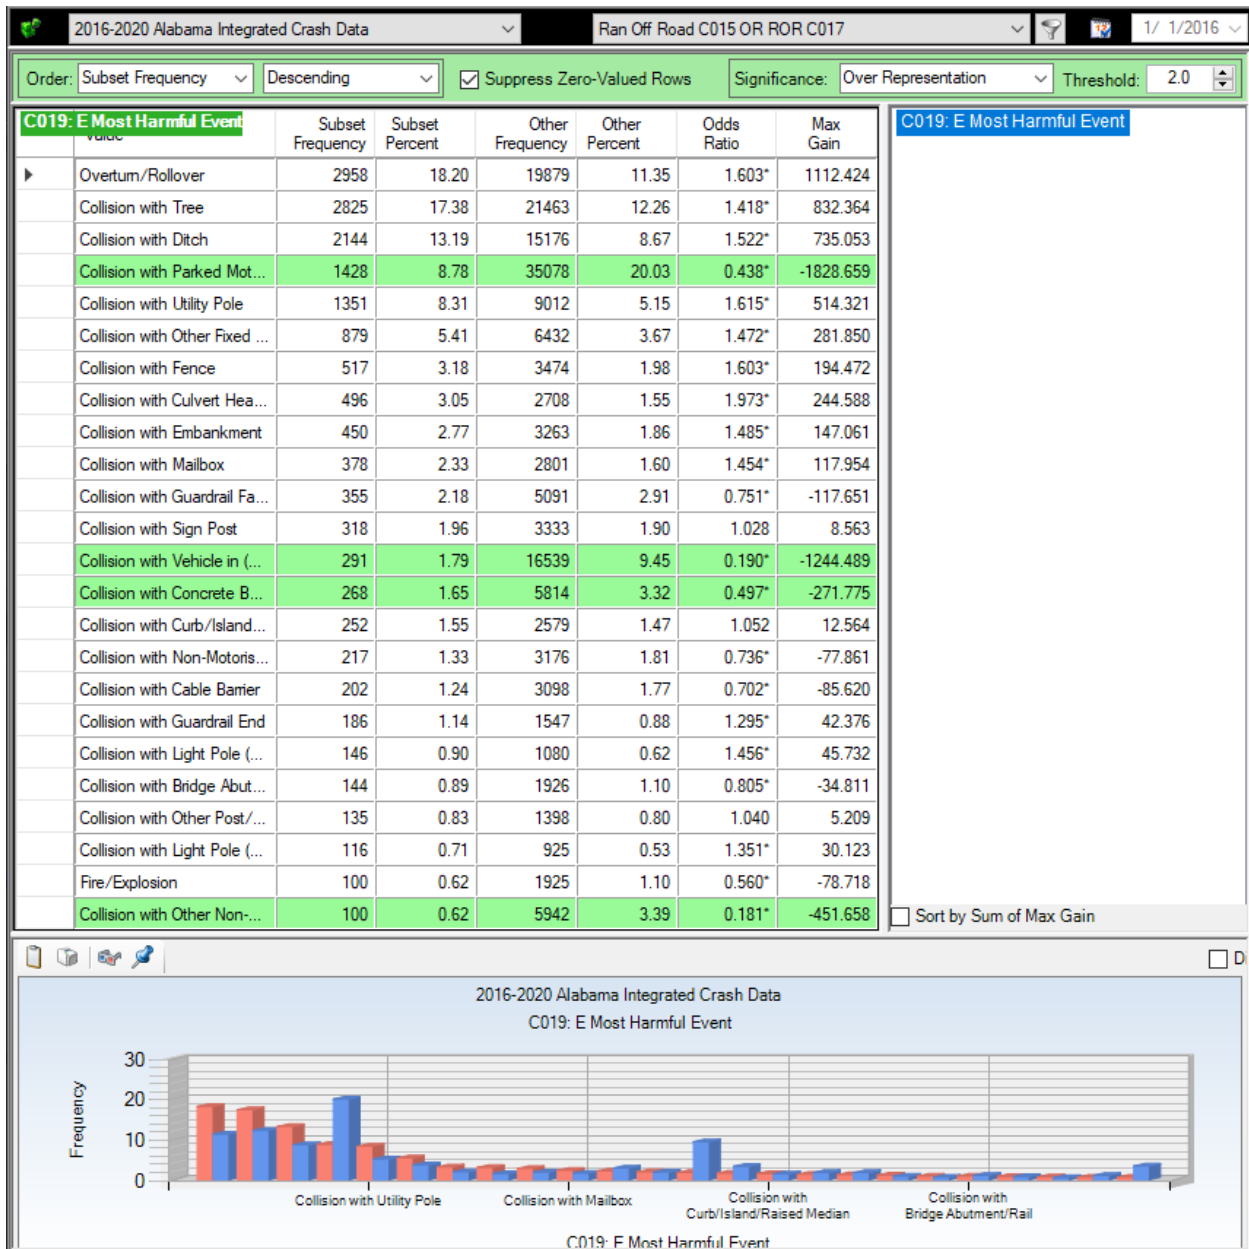 2016-2020 Alabama Integrated Crash Data Ran Off Road C015 OR ROR C017 1/ 1/2016
Order: Subset Frequency Descending Suppress Zero-Valued Rows Significance: Over Representation Threshold: 2.0
C019: E Most Harmful Event Subset Frequency Subset Percent Other Frequency Other Percent Odds Ratio Max Gain C019: E Most Harmful Event
Overturn/Rollover 2958 18.20 19879 11.35 1.603* 1112.424
Collision with Tree 2825 17.38 21463 12.26 1.418* 832.364
Collision with Ditch 2144 13.19 15176 8.67 1.522* 735.053
Collision with Parked Mot... 1428 8.78 35078 20.03 0.438* -1828.659
Collision with Utility Pole 1351 8.31 9012 5.15 1.615* 514.321
Collision with Other Fixed ... 879 5.41 6432 3.67 1.472* 281.850
Collision with Fence 517 3.18 3474 1.98 1.603* 194.472
Collision with Culvert Hea... 496 3.05 2708 1.55 1.973* 244.588
Collision with Embankment 450 2.77 3263 1.86 1.485* 147.061
Collision with Mailbox 378 2.33 2801 1.60 1.454* 117.954
Collision with Guardrail Fa... 355 2.18 5091 2.91 0.751* -117.651
Collision with Sign Post 318 1.96 3333 1.90 1.028 8.563
Collision with Vehicle in (... 291 1.79 16539 9.45 0.190* -1244.489
Collision with Concrete B... 268 1.65 5814 3.32 0.497* -271.775
Collision with Curb/Island... 252 1.55 2579 1.47 1.052 12.564
Collision with Non-Motoris... 217 1.33 3176 1.81 0.736* -77.861
Collision with Cable Barrier 202 1.24 3098 1.77 0.702* -85.620
Collision with Guardrail End 186 1.14 1547 0.88 1.295* 42.376
Collision with Light Pole (... 146 0.90 1080 0.62 1.456* 45.732
Collision with Bridge Abut... 144 0.89 1926 1.10 0.805* -34.811
Collision with Other Post/... 135 0.83 1398 0.80 1.040 5.209
Collision with Light Pole (... 116 0.71 925 0.53 1.351* 30.123
Fire/Explosion 100 0.62 1925 1.10 0.560* -78.718
Collision with Other Non-... 100 0.62 5942 3.39 0.181* -451.658
Sort by Sum of Max Gain
D
2016-2020 Alabama Integrated Crash Data
C019: E Most Harmful Event
Frequency
30
20
10
0
Collision with Utility Pole
Collision with Mailbox
Collision with
Curb/Island/Raised Median
Collision with
Bridge Abutment/Rail
C019: E Most Harmful Event